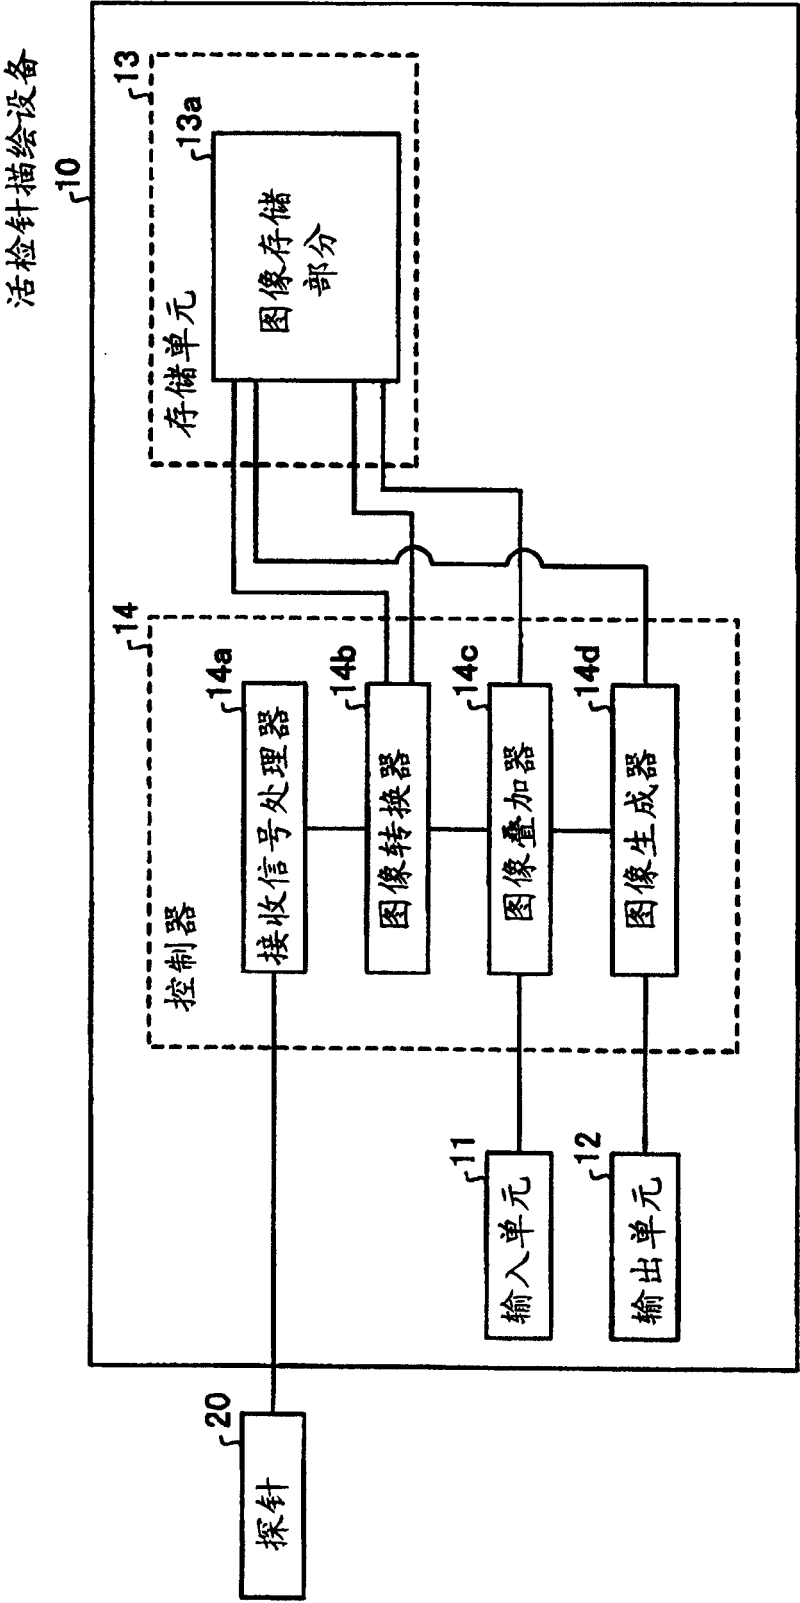 活检针描绘设备
10
探针
20
控制器
14
接收信号处理器
14a
图像转换器
14b
图像叠加器
14c
图像生成器
14d
输入单元
11
输出单元
12
存储单元
13
图像存储
部分
13a